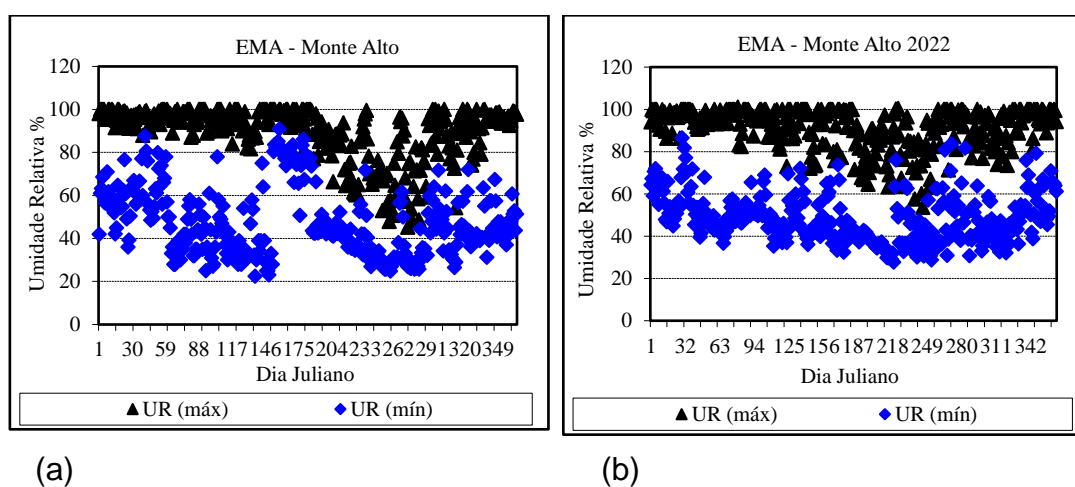 EMA - Monte Alto
120
100
80
60
40
20
0
Umidade Relativa %
1 30 59 88 117 146 175 204 233 262 291 320 349
Dia Juliano
UR (máx) UR (mín)
(a)
EMA - Monte Alto 2022
120
100
80
60
40
20
0
Umidade Relativa %
1 32 63 94 125 156 187 218 249 280 311 342
Dia Juliano
UR (máx) UR (mín)
(b)